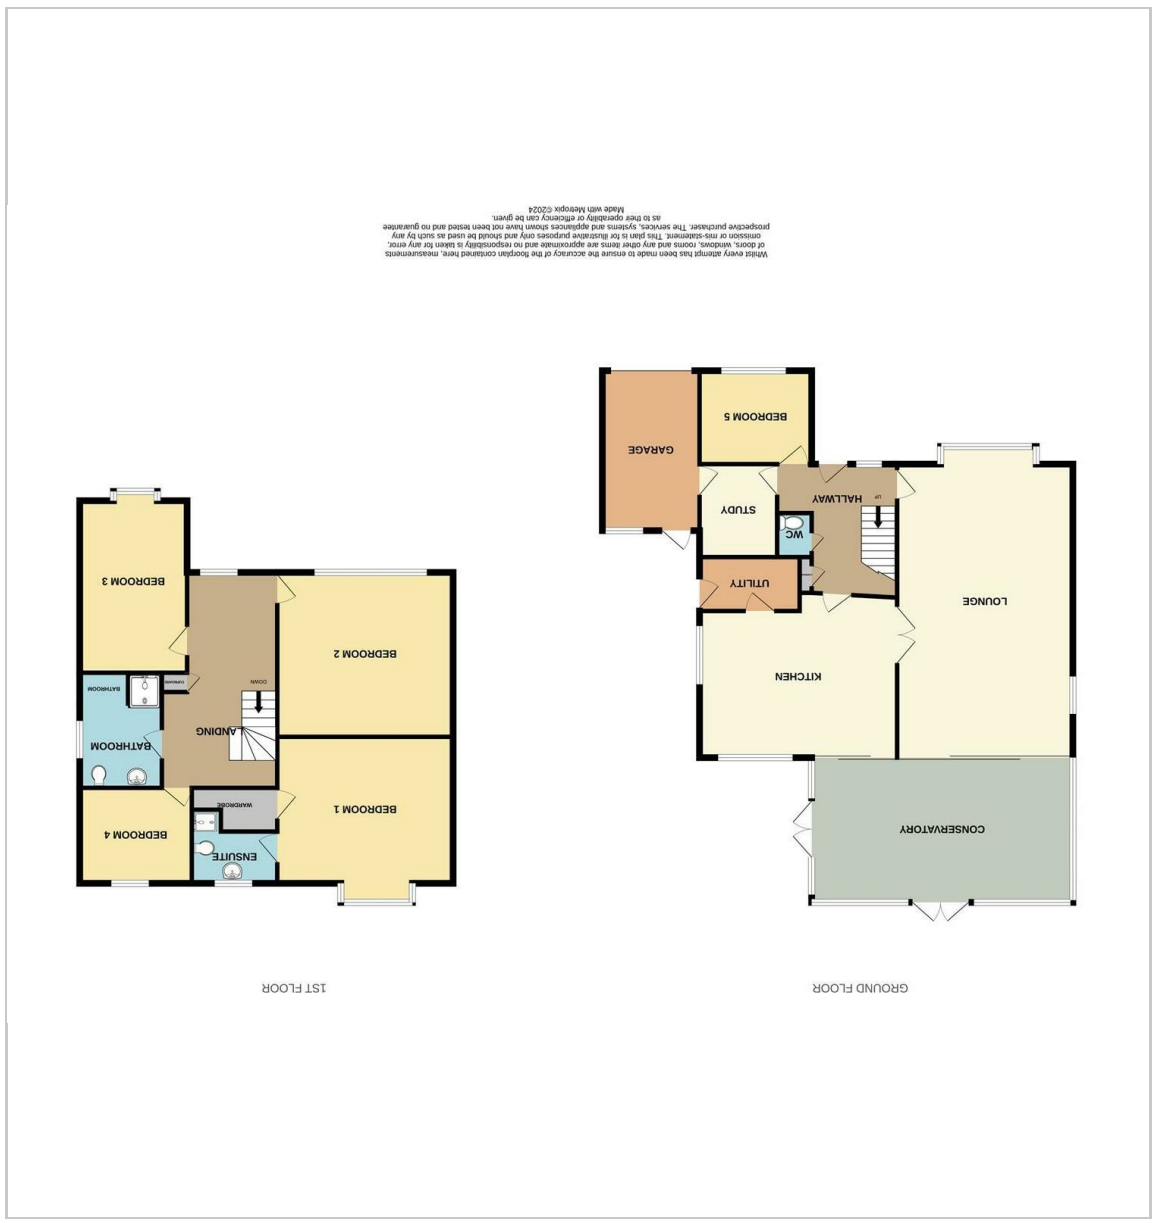 GROUND FLOOR
1ST FLOOR
CONSERVATORY
KITCHEN
LOUNGE
UTILITY
WC
STUDY
HALLWAY
UP
GARAGE
BEDROOM 5
BEDROOM 1
ENSUITE
WARDROBE
BEDROOM 4
BATHROOM
LANDING
DOWN
BATHROOM
CUPBOARD
BEDROOM 2
BEDROOM 3
Whilst every attempt has been made to ensure the accuracy of the floorplan contained here, measurements
of doors, windows, rooms and any other items are approximate and no responsibility is taken for any error,
omission or mis-statement. This plan is for illustrative purposes only and should be used as such by any
prospective purchaser. The services, systems and appliances shown have not been tested and no guarantee
as to their operability or efficiency can be given.
Made with Metropix ©2024